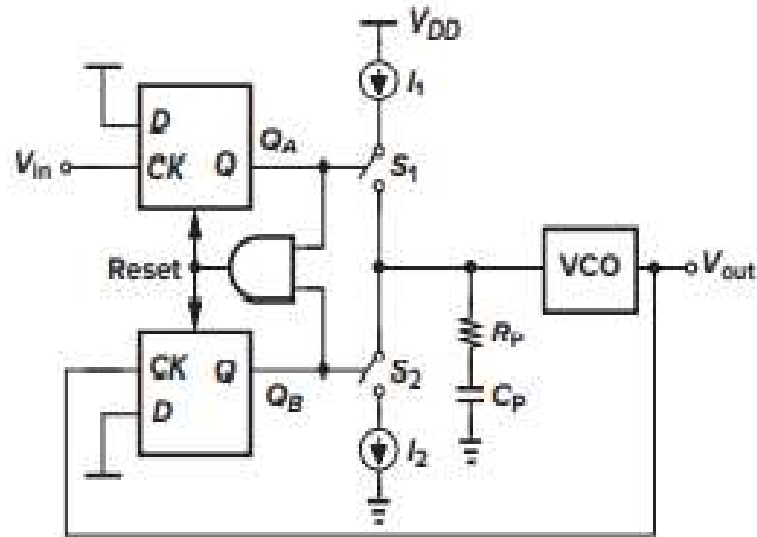 V_DD
I_1
D
Q_A
V_in
CK Q
S_1
Reset
VCO
V_out
R_P
CK Q
S_2
C_P
D
Q_B
I_2